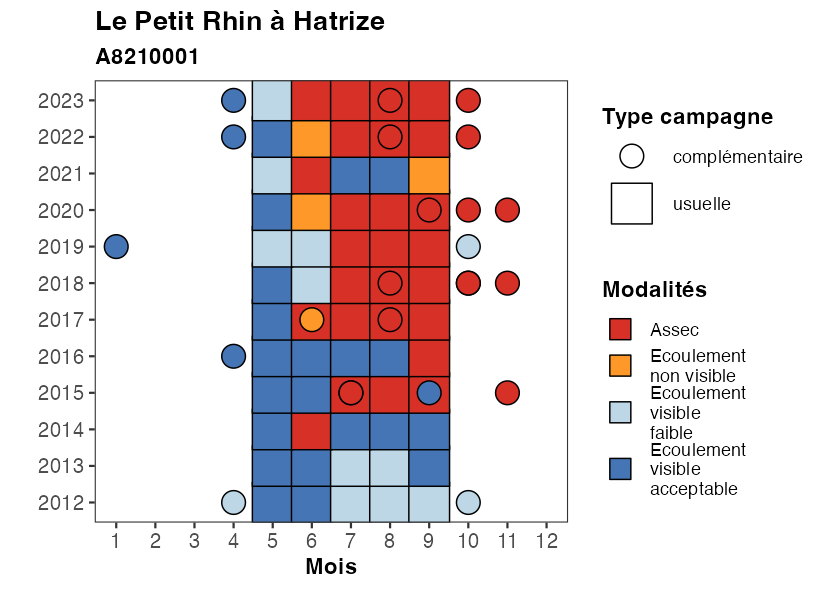 Le Petit Rhin à Hatrize
A8210001
2023
2022
2021
2020
2019
2018
2017
2016
2015
2014
2013
2012
1 2 3 4 5 6 7 8 9 10 11 12
Mois
Type campagne
complémentaire
usuelle
Modalités
Assec
Ecoulement
non visible
Ecoulement
visible
faible
Ecoulement
visible
acceptable